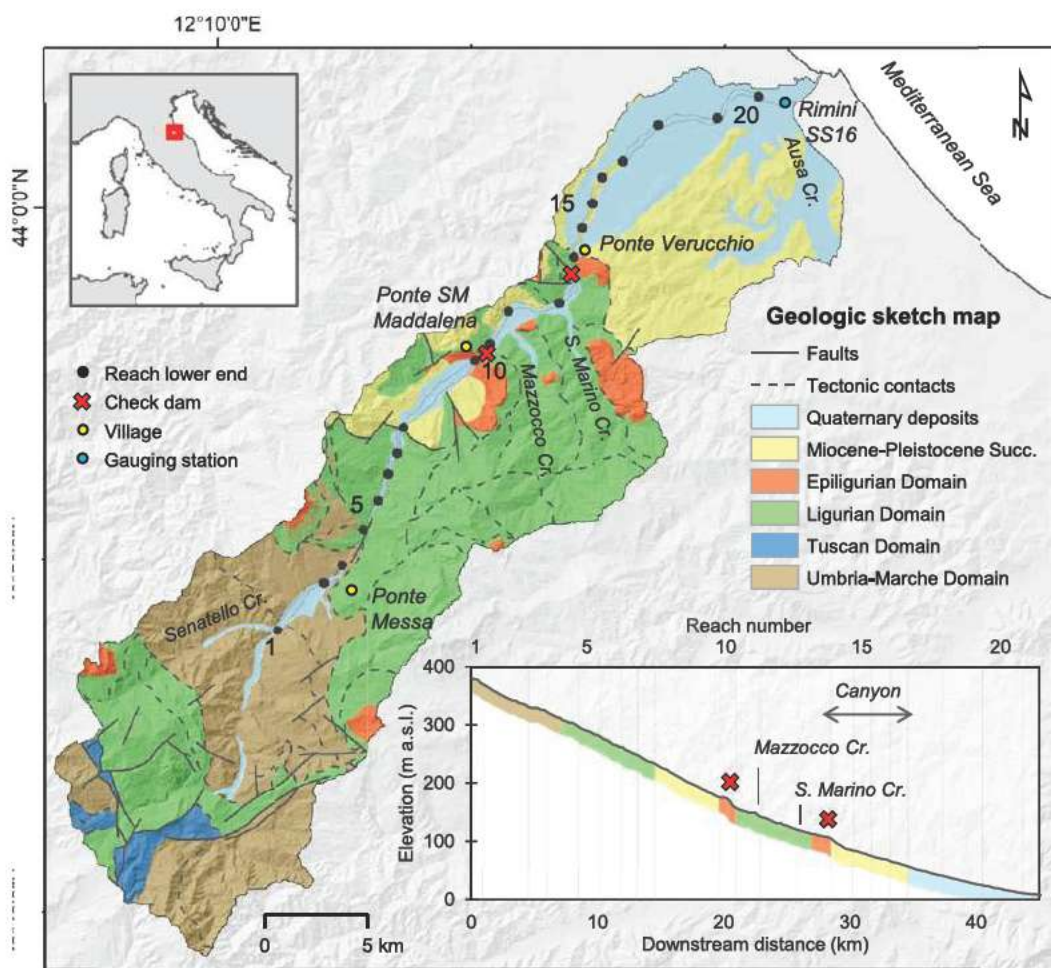 12°10'0"E
44°0'0"N
Mediterranean Sea
N
20
Rimini
SS16
Ausa Cr.
15
Ponte Verucchio
Ponte SM
Maddalena
10
S. Marino Cr.
Mazzocco Cr.
5
Ponte
Messa
Senatello Cr.
1
Reach lower end
Check dam
Village
Gauging station
Geologic sketch map
Faults
Tectonic contacts
Quaternary deposits
Miocene-Pleistocene Succ.
Epiligurian Domain
Ligurian Domain
Tuscan Domain
Umbria-Marche Domain
0 5 km
Reach number
1 5 10 15 20
Canyon
Mazzocco Cr.
S. Marino Cr.
Elevation (m a.s.l.)
400
300
200
100
0
0 10 20 30 40
Downstream distance (km)